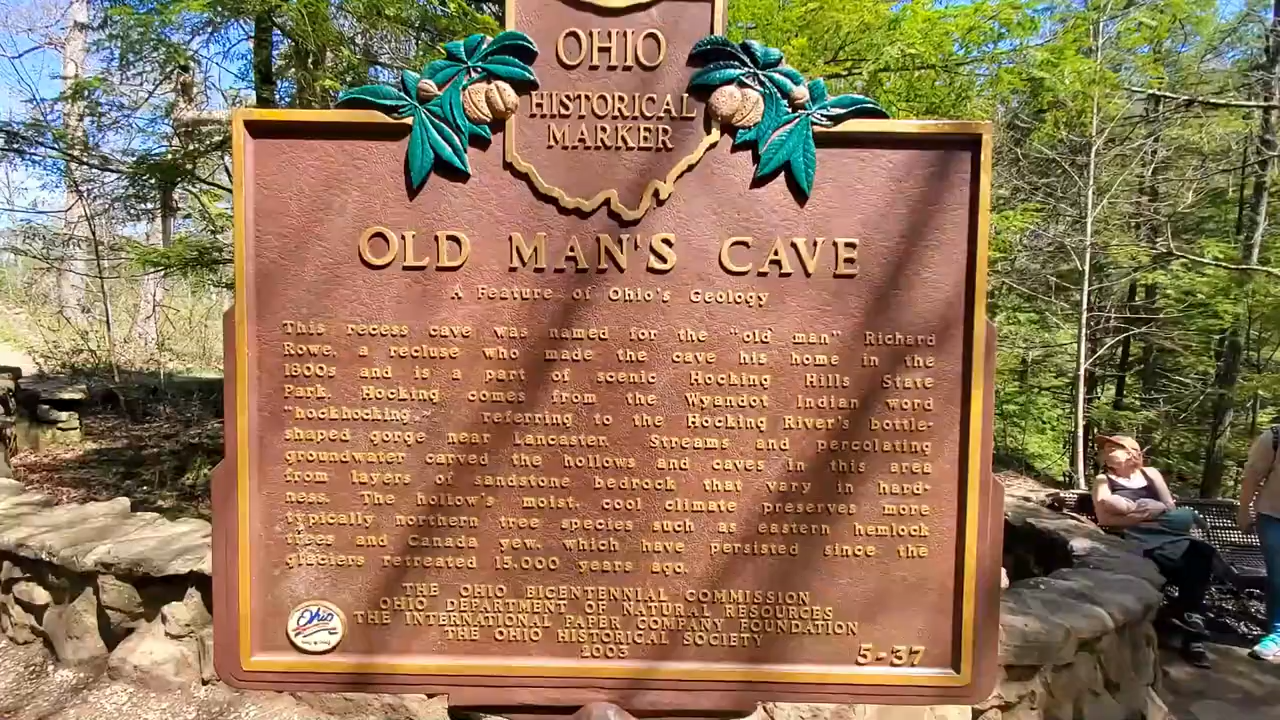 OHIO
HISTORICAL
MARKER
OLD MAN'S CAVE
A Feature of Ohio's Geology
This recess cave was named for the "old man" Richard
Rowe, a recluse who made the cave his home in the
1800s and is a part of scenic Hocking Hills State
Park. Hocking comes from the Wyandot Indian word
"hockhocking," referring to the Hocking River's bottle-
shaped gorge near Lancaster. Streams and percolating
groundwater carved the hollows and caves in this area
from layers of sandstone bedrock that vary in hard-
ness. The hollow's moist, cool climate preserves more
typically northern tree species such as eastern hemlock
trees and Canada yew, which have persisted since the
glaciers retreated 15,000 years ago.
THE OHIO BICENTENNIAL COMMISSION
OHIO DEPARTMENT OF NATURAL RESOURCES
THE INTERNATIONAL PAPER COMPANY FOUNDATION
THE OHIO HISTORICAL SOCIETY
2003
5-37
Ohio